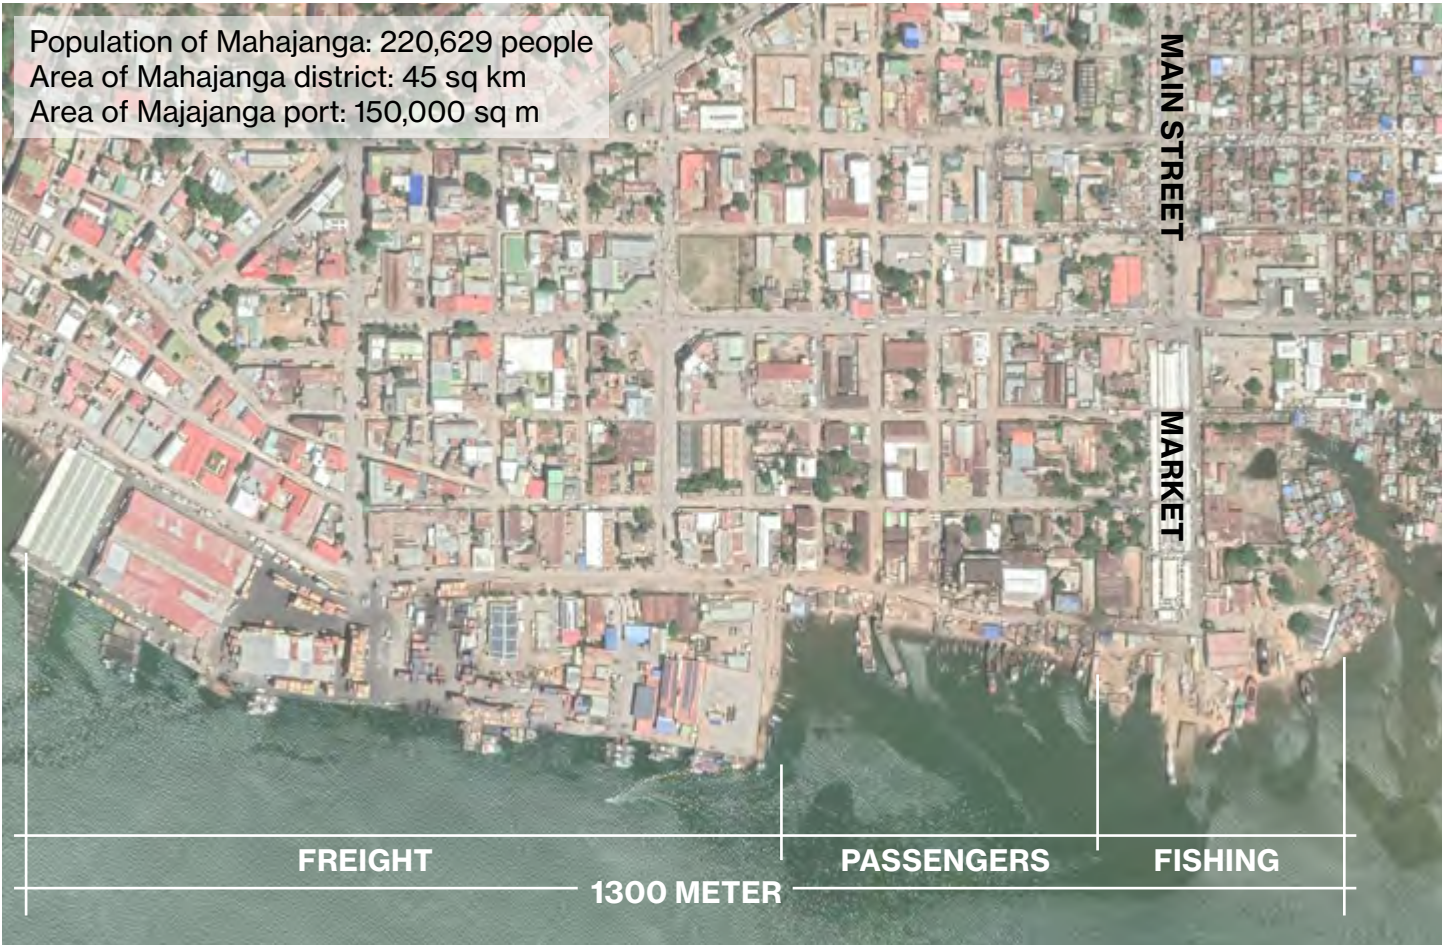 Population of Mahajanga: 220,629 people
Area of Mahajanga district: 45 sq km
Area of Majajanga port: 150,000 sq m
MAIN STREET
MARKET
FREIGHT
PASSENGERS
FISHING
1300 METER